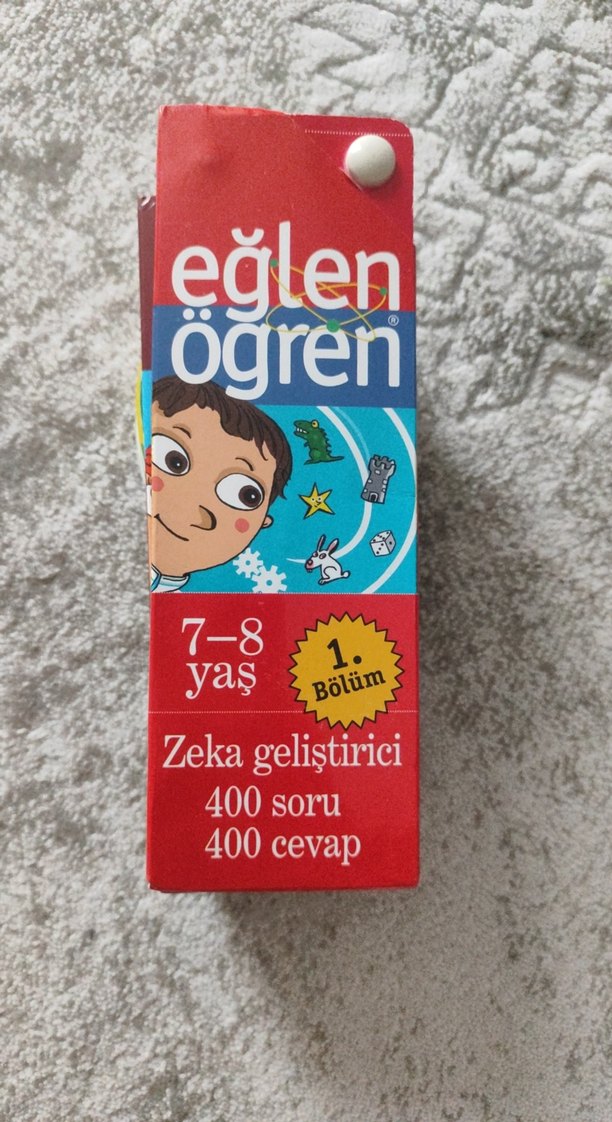 eğlen
öğren®
7–8
yaş
1.
Bölüm
Zeka geliştirici
400 soru
400 cevap